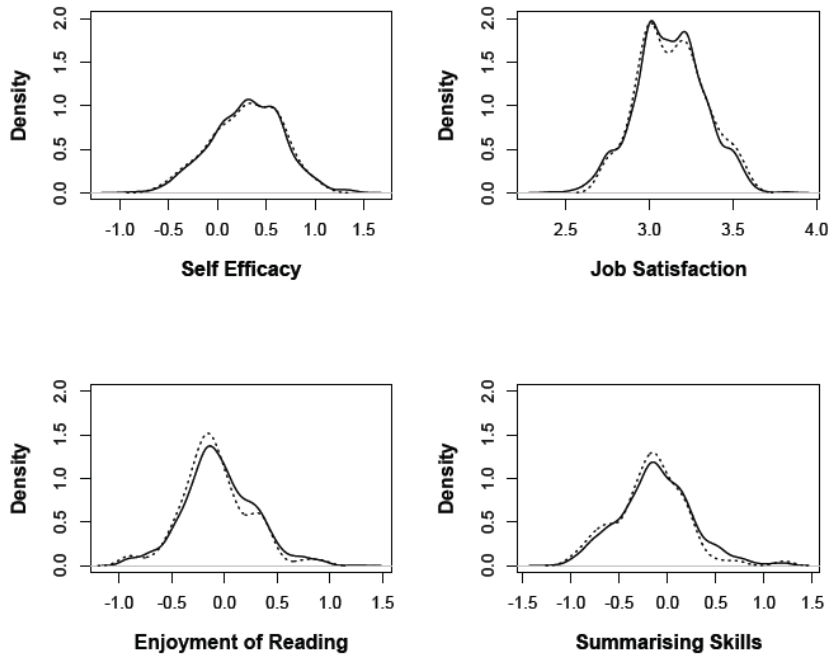 Density
2.0
1.5
1.0
0.5
0.0
-1.0 -0.5 0.0 0.5 1.0 1.5
Self Efficacy
Density
2.0
1.5
1.0
0.5
0.0
2.5 3.0 3.5 4.0
Job Satisfaction
Density
2.0
1.5
1.0
0.5
0.0
-1.0 -0.5 0.0 0.5 1.0 1.5
Enjoyment of Reading
Density
2.0
1.5
1.0
0.5
0.0
-1.5 -1.0 -0.5 0.0 0.5 1.0 1.5
Summarising Skills